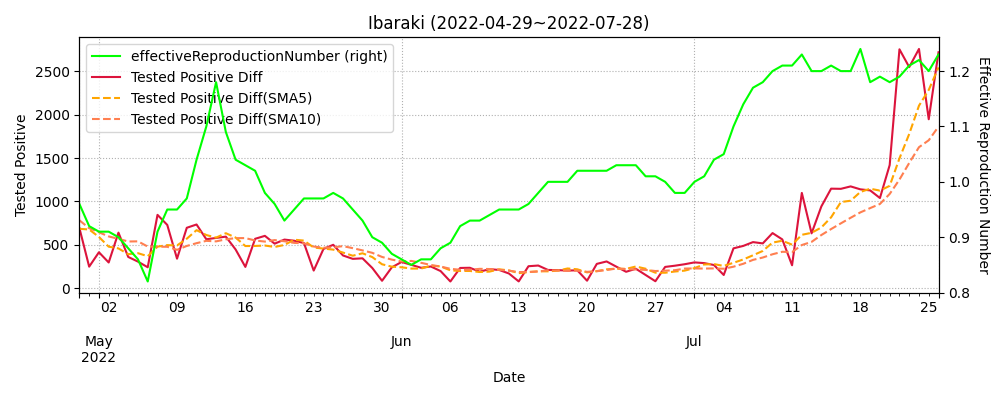 Ibaraki (2022-04-29~2022-07-28)
effectiveReproductionNumber (right)
Tested Positive Diff
Tested Positive Diff(SMA5)
Tested Positive Diff(SMA10)
Tested Positive
2500
2000
1500
1000
500
0
Effective Reproduction Number
1.2
1.1
1.0
0.9
0.8
02 09 16 23 30 06 13 20 27 04 11 18 25
May Jun Jul
2022
Date